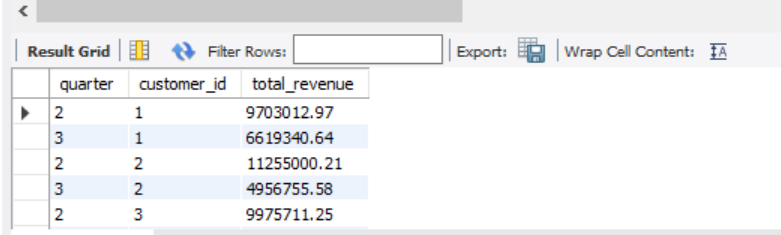 Result Grid Filter Rows: Export: Wrap Cell Content: IA
quarter customer_id total_revenue
2 1 9703012.97
3 1 6619340.64
2 2 11255000.21
3 2 4956755.58
2 3 9975711.25